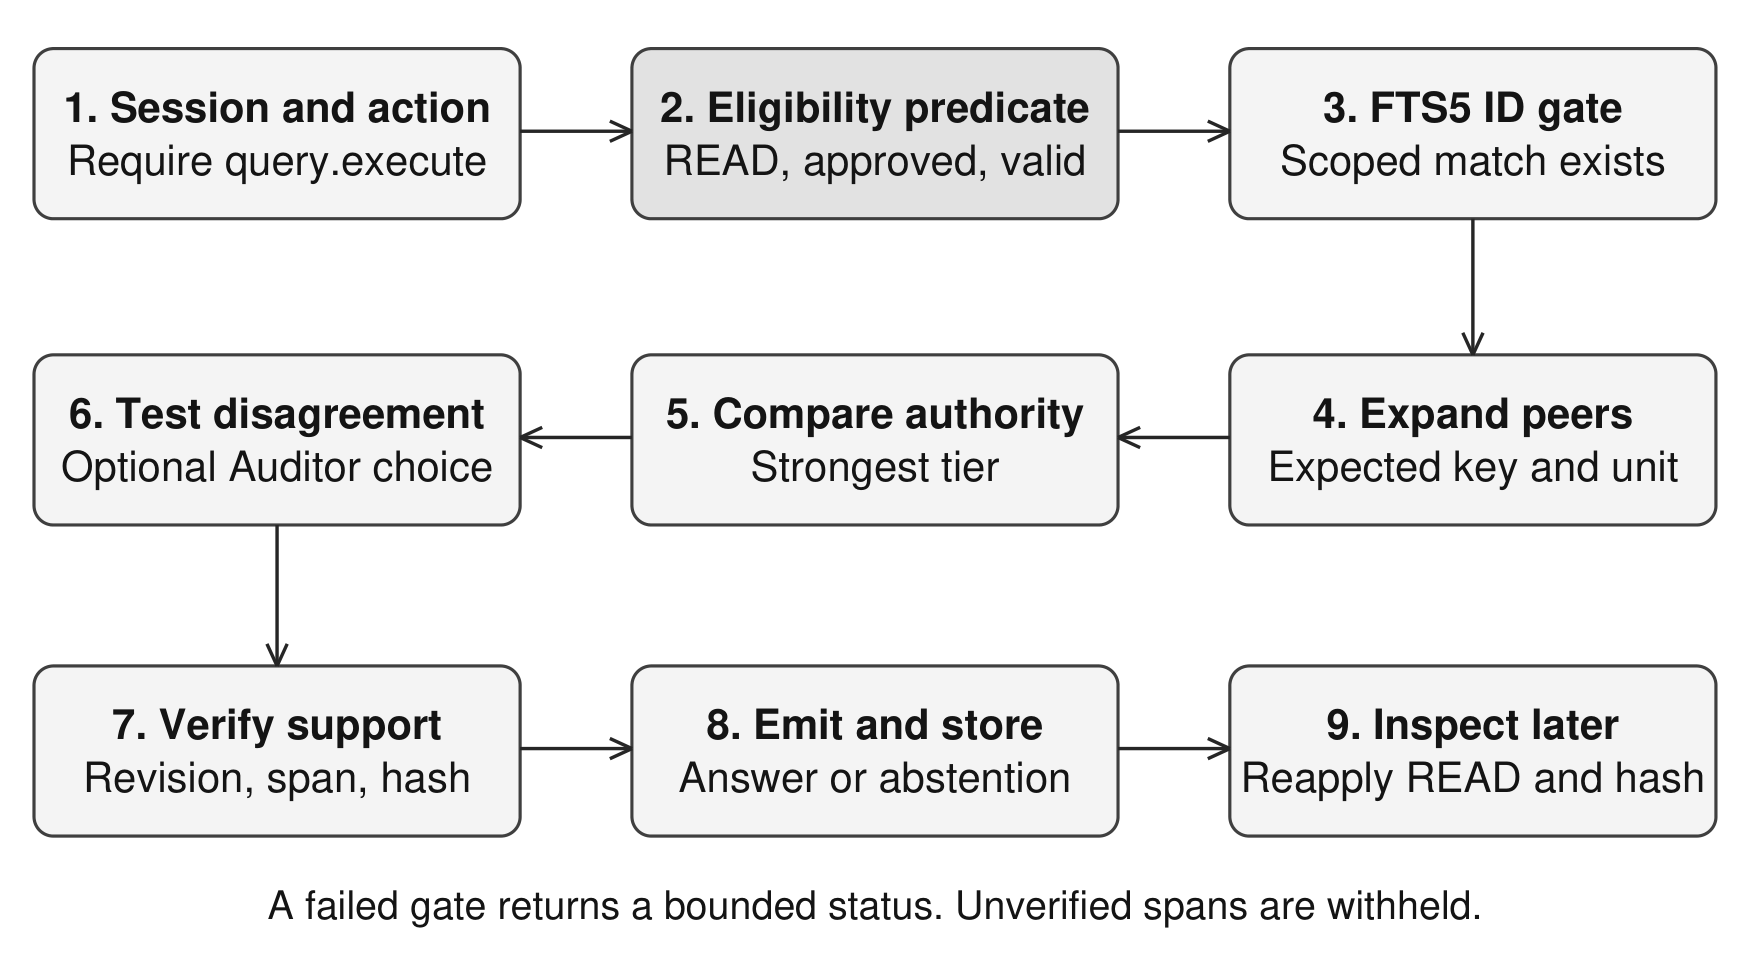 1. Session and action
Require query.execute
2. Eligibility predicate
READ, approved, valid
3. FTS5 ID gate
Scoped match exists
4. Expand peers
Expected key and unit
5. Compare authority
Strongest tier
6. Test disagreement
Optional Auditor choice
7. Verify support
Revision, span, hash
8. Emit and store
Answer or abstention
9. Inspect later
Reapply READ and hash
A failed gate returns a bounded status. Unverified spans are withheld.